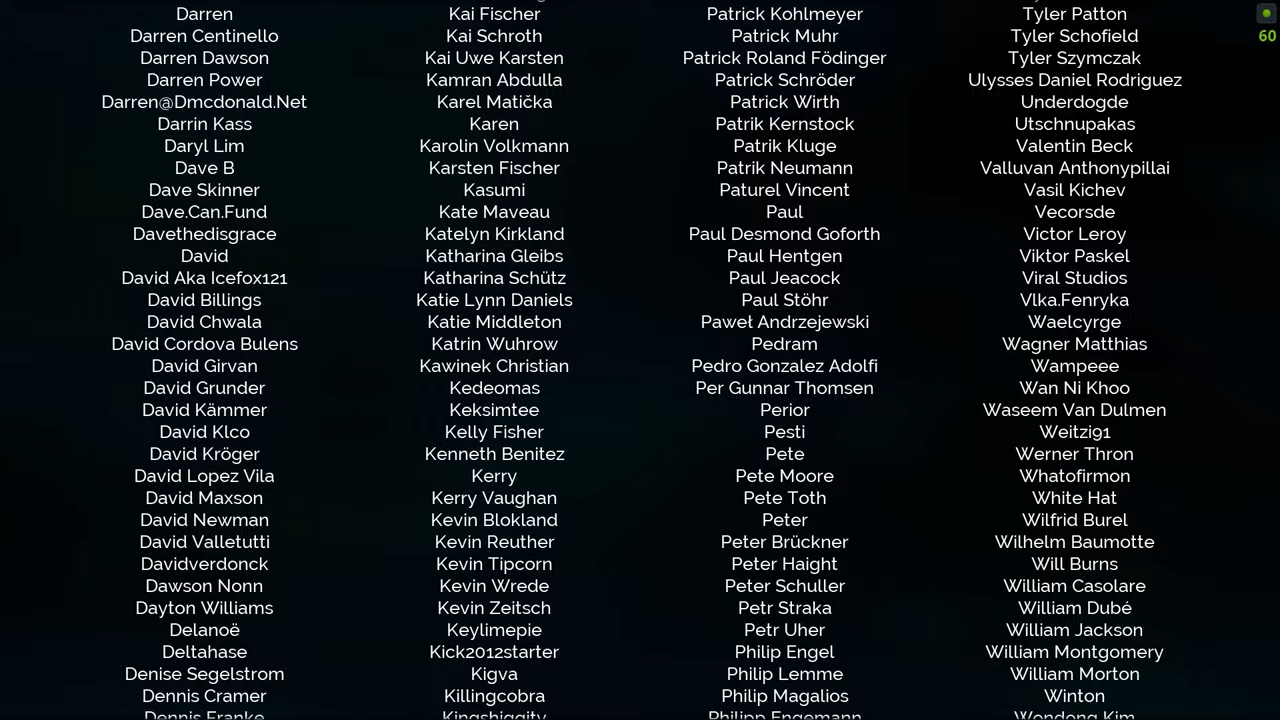 Darren
Darren Centinello
Darren Dawson
Darren Power
Darren@Dmcdonald.Net
Darrin Kass
Daryl Lim
Dave B
Dave Skinner
Dave.Can.Fund
Davethedisgrace
David
David Aka Icefox121
David Billings
David Chwala
David Cordova Bulens
David Girvan
David Grunder
David Kämmer
David Klco
David Kröger
David Lopez Vila
David Maxson
David Newman
David Valletutti
Davidverdonck
Dawson Nonn
Dayton Williams
Delanoë
Deltahase
Denise Segelstrom
Dennis Cramer
Dennis Franke
Kai Fischer
Kai Schroth
Kai Uwe Karsten
Kamran Abdulla
Karel Matička
Karen
Karolin Volkmann
Karsten Fischer
Kasumi
Kate Maveau
Katelyn Kirkland
Katharina Gleibs
Katharina Schütz
Katie Lynn Daniels
Katie Middleton
Katrin Wuhrow
Kawinek Christian
Kedeomas
Keksimtee
Kelly Fisher
Kenneth Benitez
Kerry
Kerry Vaughan
Kevin Blokland
Kevin Reuther
Kevin Tipcorn
Kevin Wrede
Kevin Zeitsch
Keylimepie
Kick2012starter
Kigva
Killingcobra
Kingshiggity
Patrick Kohlmeyer
Patrick Muhr
Patrick Roland Födinger
Patrick Schröder
Patrick Wirth
Patrik Kernstock
Patrik Kluge
Patrik Neumann
Paturel Vincent
Paul
Paul Desmond Goforth
Paul Hentgen
Paul Jeacock
Paul Stöhr
Paweł Andrzejewski
Pedram
Pedro Gonzalez Adolfi
Per Gunnar Thomsen
Perior
Pesti
Pete
Pete Moore
Pete Toth
Peter
Peter Brückner
Peter Haight
Peter Schuller
Petr Straka
Petr Uher
Philip Engel
Philip Lemme
Philip Magalios
Philipp Engemann
Tyler Patton
Tyler Schofield
Tyler Szymczak
Ulysses Daniel Rodriguez
Underdogde
Utschnupakas
Valentin Beck
Valluvan Anthonypillai
Vasil Kichev
Vecorsde
Victor Leroy
Viktor Paskel
Viral Studios
Vlka.Fenryka
Waelcyrge
Wagner Matthias
Wampeee
Wan Ni Khoo
Waseem Van Dulmen
Weitzi91
Werner Thron
Whatofirmon
White Hat
Wilfrid Burel
Wilhelm Baumotte
Will Burns
William Casolare
William Dubé
William Jackson
William Montgomery
William Morton
Winton
Wondong Kim
60